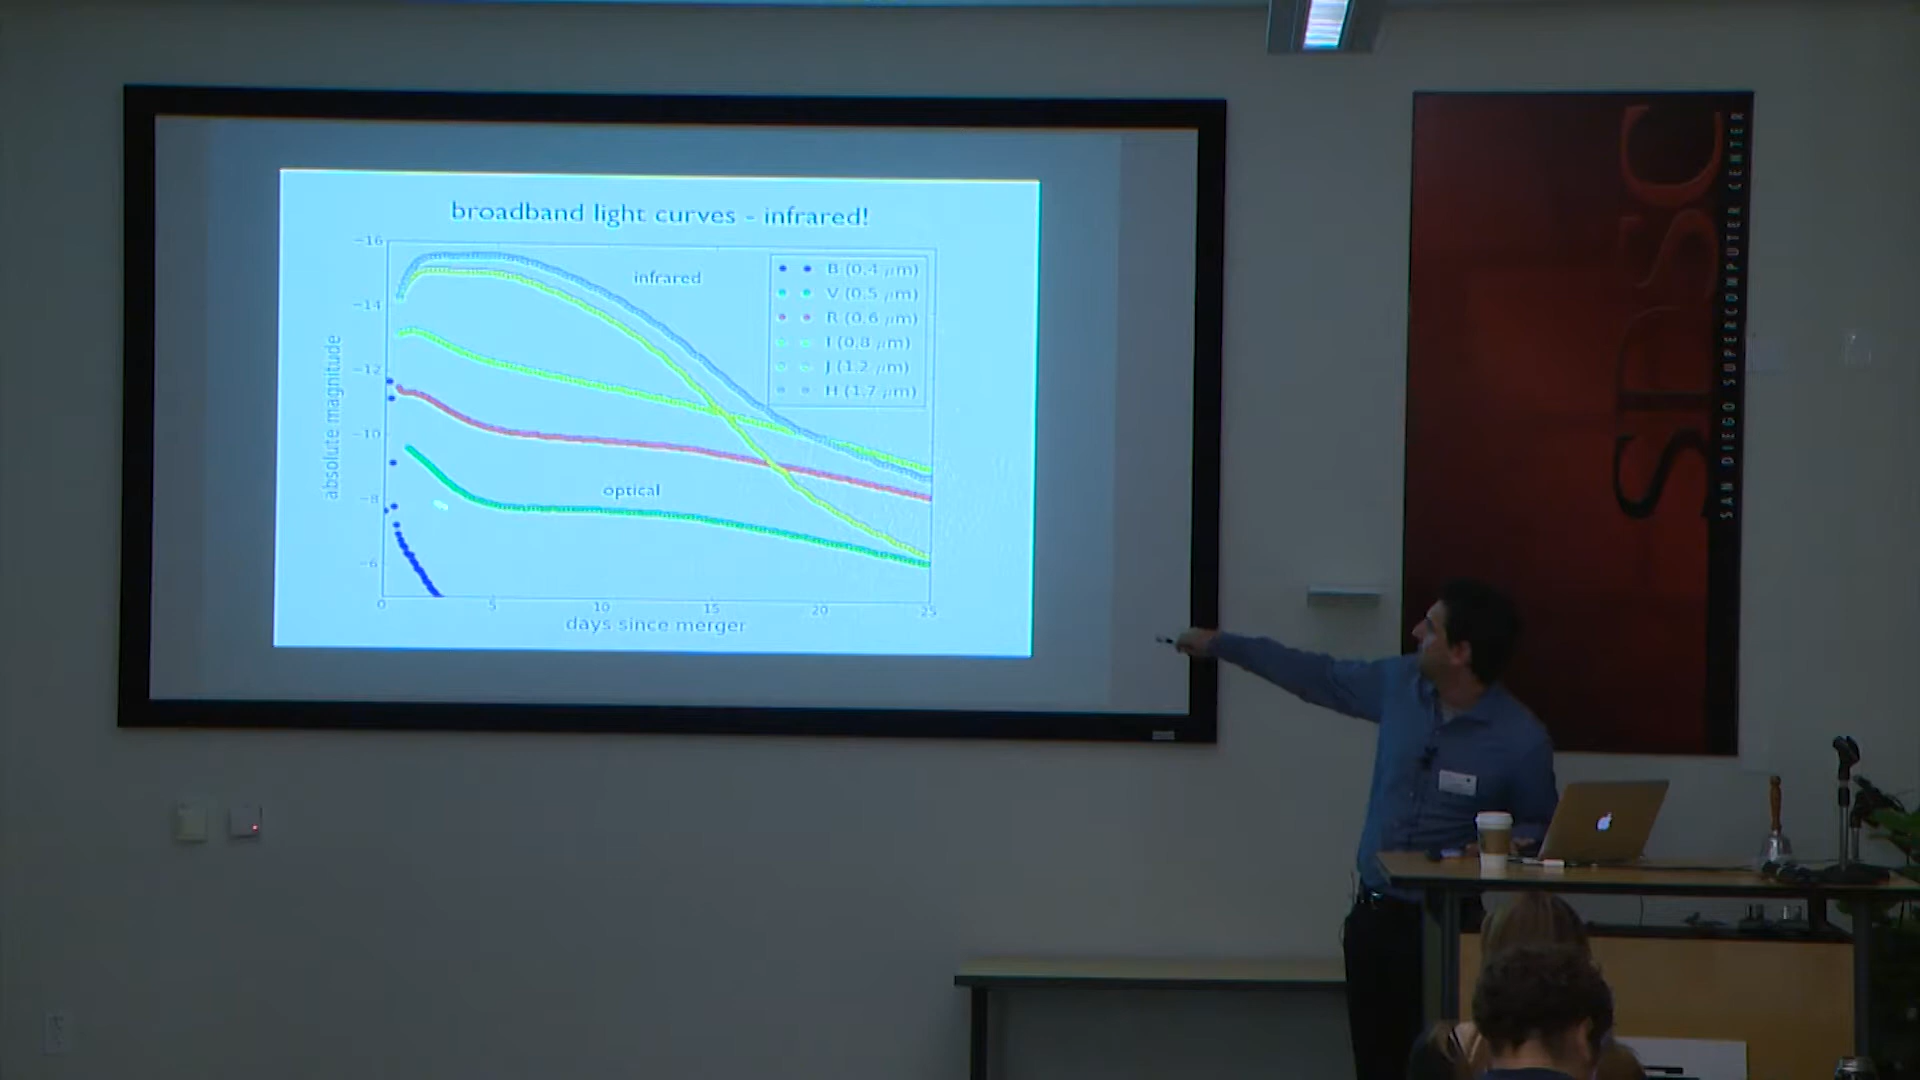 broadband light curves - infrared!
−16
−14
−12
−10
−8
−6
absolute magnitude
infrared
optical
B (0.4 μm)
V (0.5 μm)
R (0.6 μm)
I (0.8 μm)
J (1.2 μm)
H (1.7 μm)
0 5 10 15 20 25
days since merger
SDSC
SAN DIEGO SUPERCOMPUTER CENTER